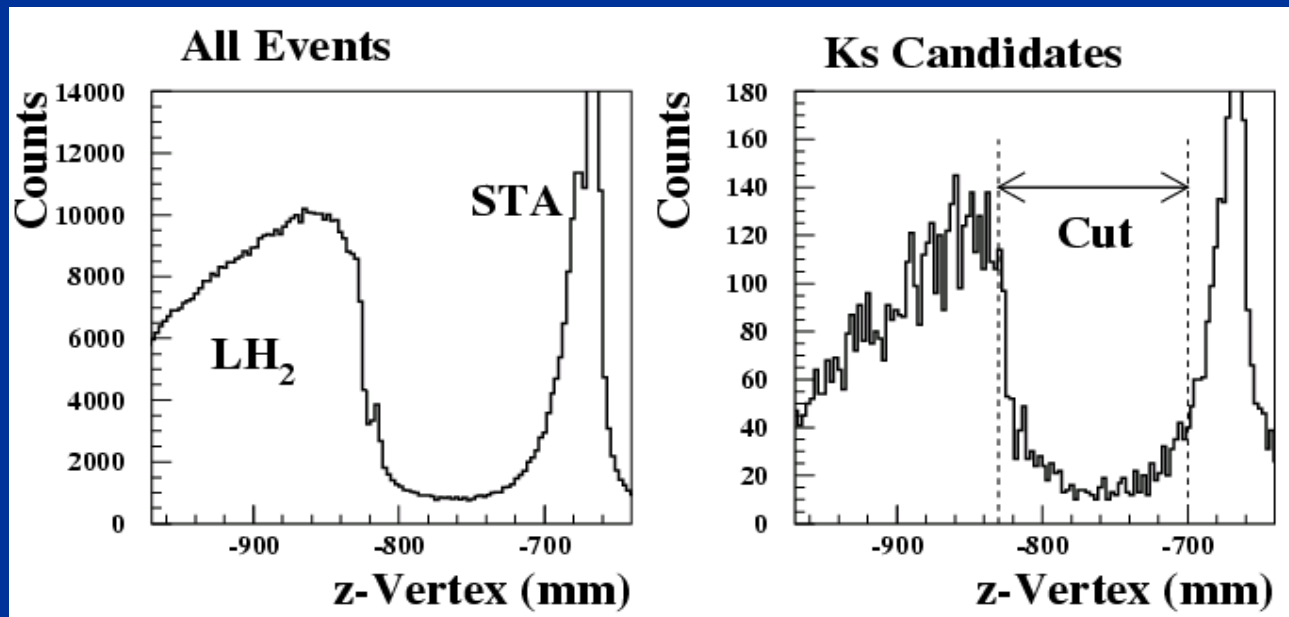 All Events
Counts
14000
12000
10000
8000
6000
4000
2000
0
STA
LH₂
-900 -800 -700
z-Vertex (mm)
Ks Candidates
Counts
180
160
140
120
100
80
60
40
20
0
Cut
-900 -800 -700
z-Vertex (mm)